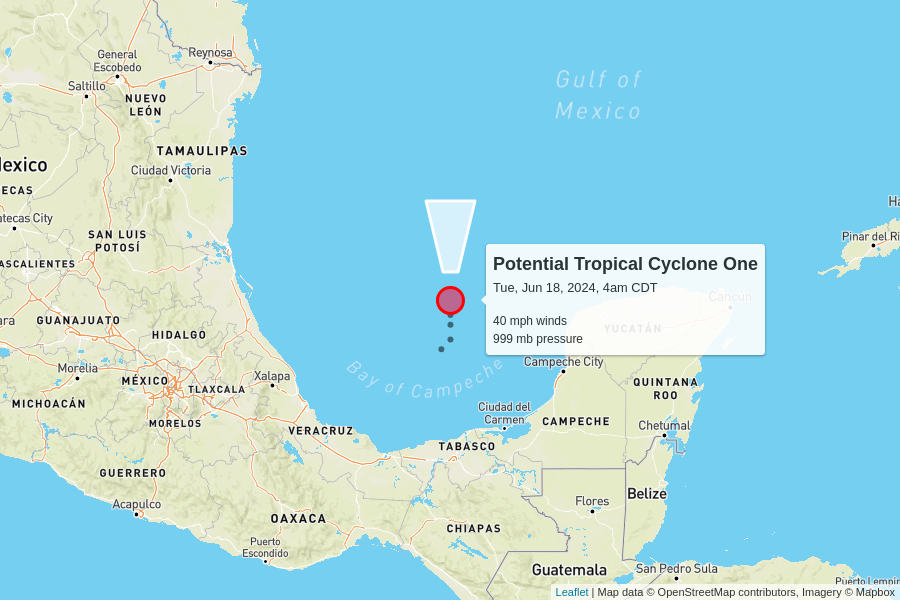 General
Escobedo
Reynosa
Saltillo
NUEVO
LEÓN
Gulf of
Mexico
TAMAULIPAS
Ciudad Victoria
lexico
ECAS
atecas City
SAN LUIS
POTOSÍ
ASCALIENTES
Ha
Pinar del Ri
Potential Tropical Cyclone One
Tue, Jun 18, 2024, 4am CDT
40 mph winds
999 mb pressure
Cancún
YUCATÁN
ara
GUANAJUATO
HIDALGO
Morelia
MÉXICO
TLAXCALA
Xalapa
MICHOACÁN
MORELOS
Bay of Campeche
Campeche City
QUINTANA
ROO
Ciudad del
Carmen
CAMPECHE
Chetumal
VERACRUZ
TABASCO
GUERRERO
Acapulco
OAXACA
Puerto
Escondido
CHIAPAS
Flores
Belize
Guatemala
San Pedro Sula
Puerto Lempira
Leaflet | Map data © OpenStreetMap contributors, Imagery © Mapbox